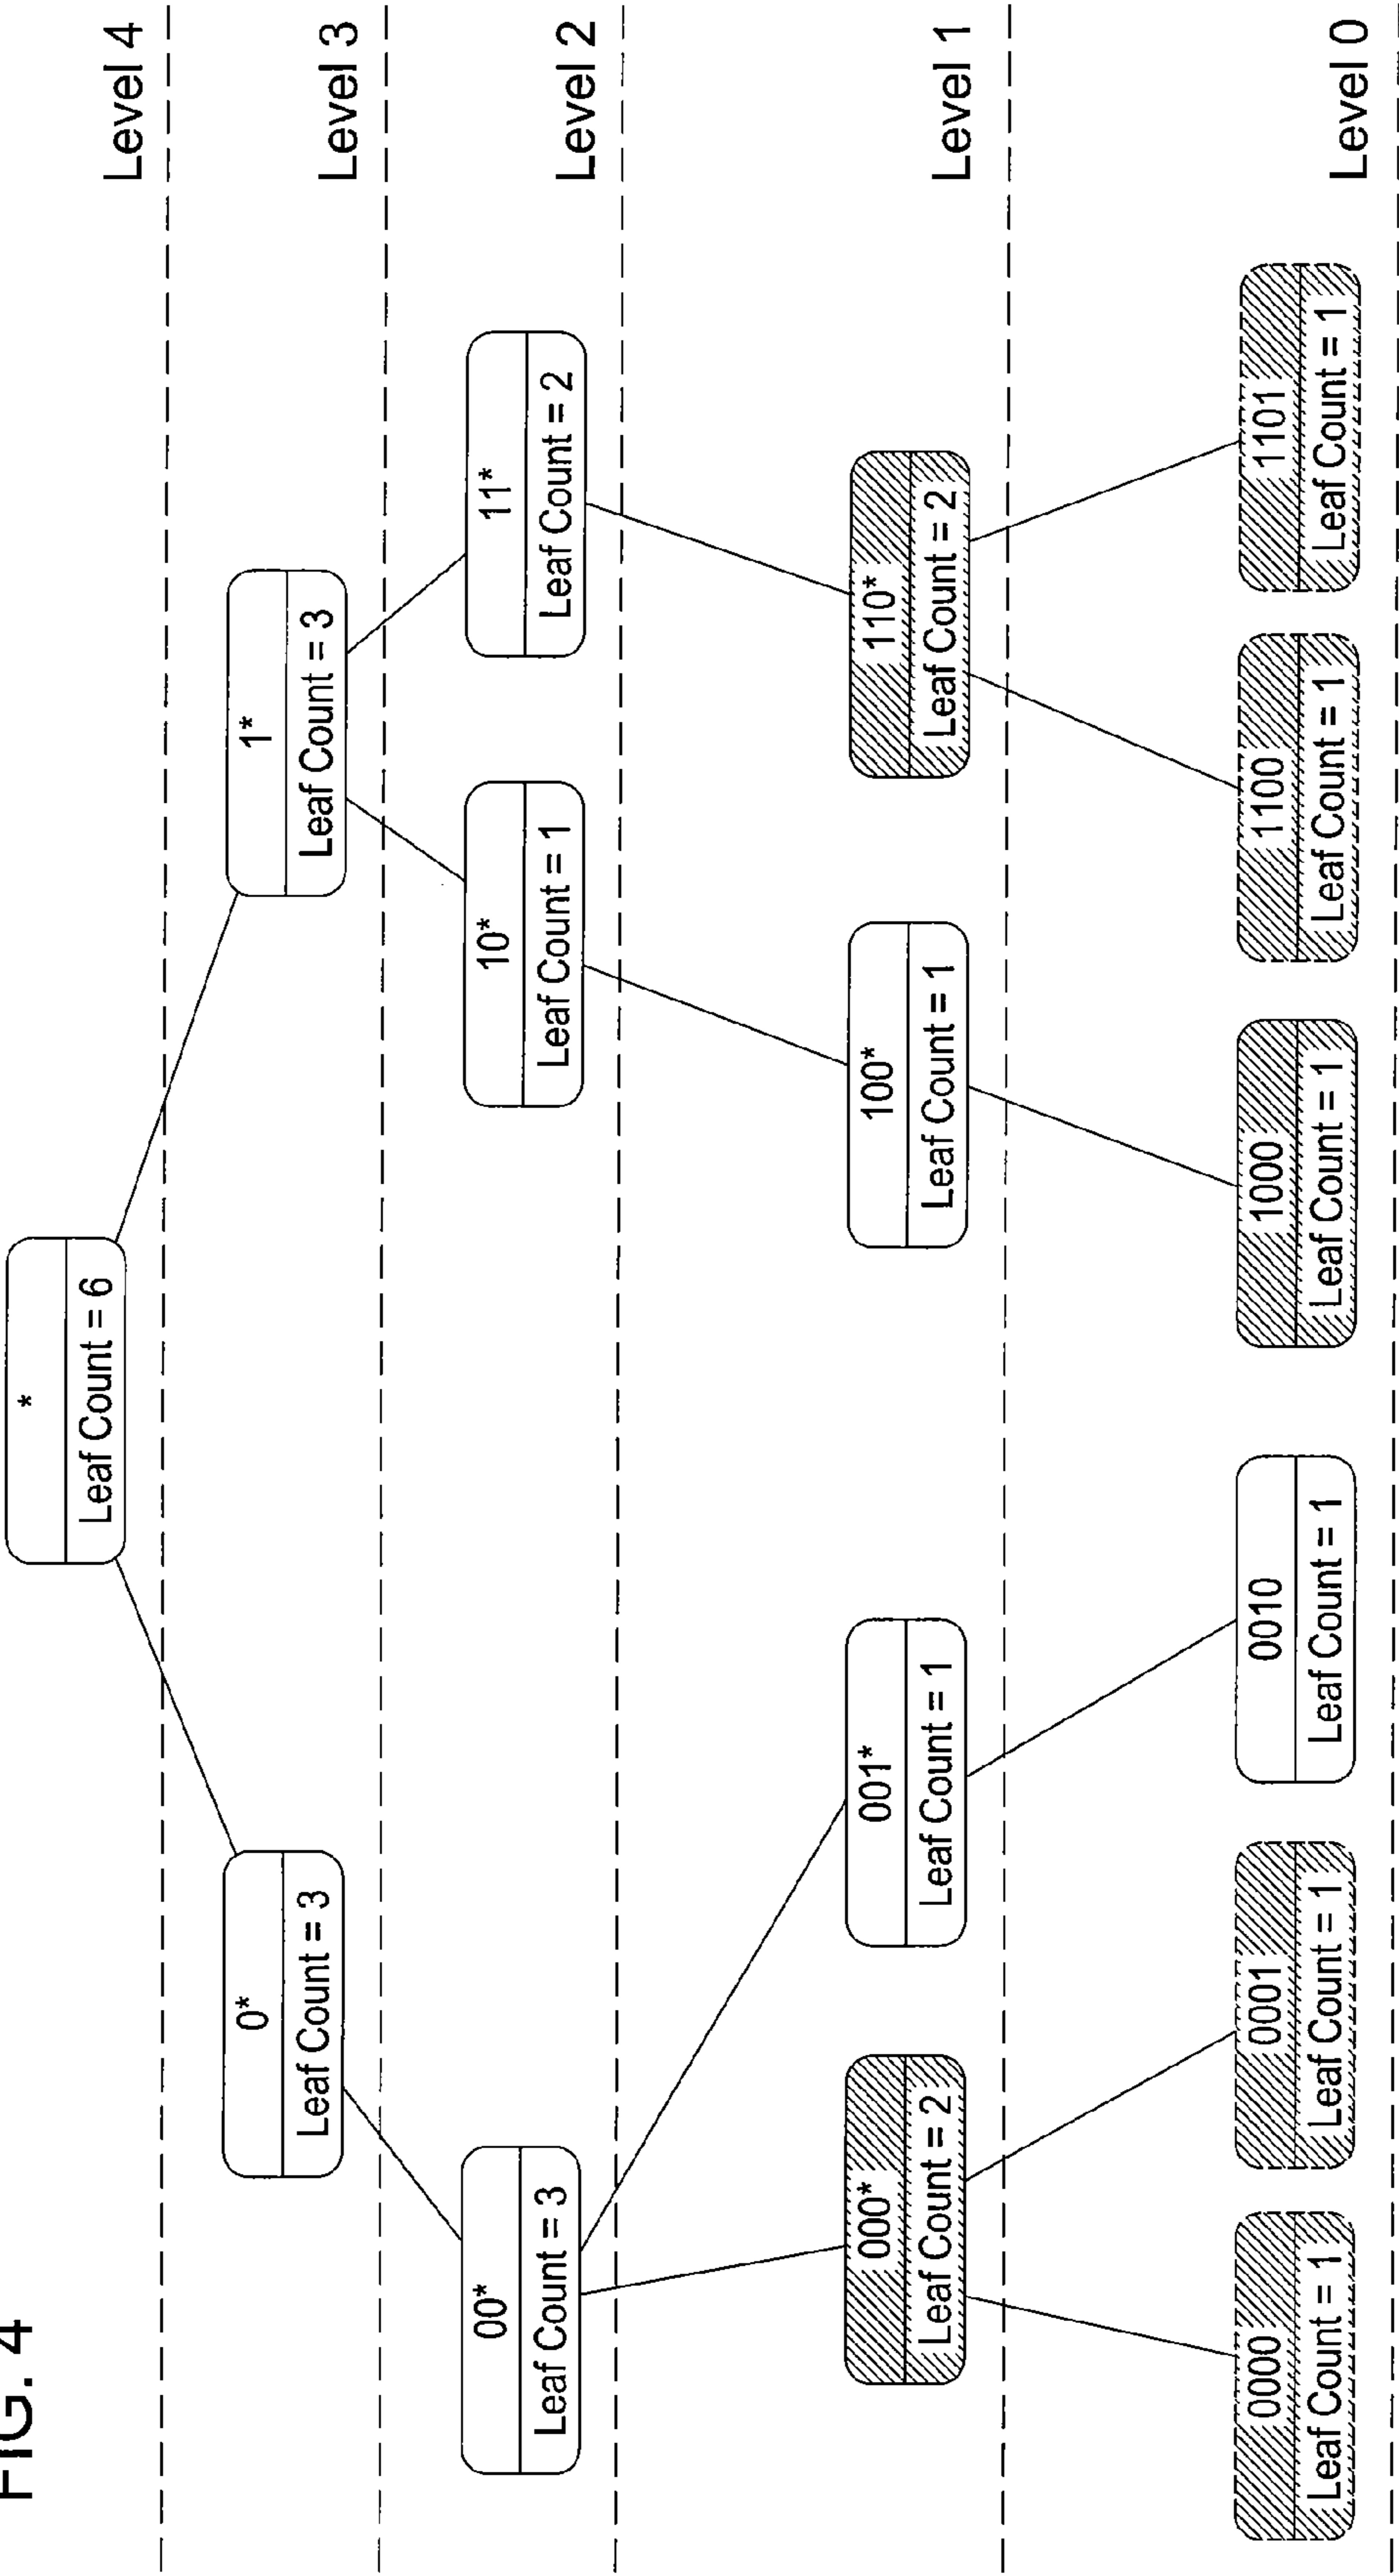 FIG. 4
*
Leaf Count = 6
Level 4
0*
Leaf Count = 3
1*
Leaf Count = 3
Level 3
00*
Leaf Count = 3
10*
Leaf Count = 1
11*
Leaf Count = 2
Level 2
000*
Leaf Count = 2
001*
Leaf Count = 1
100*
Leaf Count = 1
110*
Leaf Count = 2
Level 1
0000
Leaf Count = 1
0001
Leaf Count = 1
0010
Leaf Count = 1
1000
Leaf Count = 1
1100
Leaf Count = 1
1101
Leaf Count = 1
Level 0